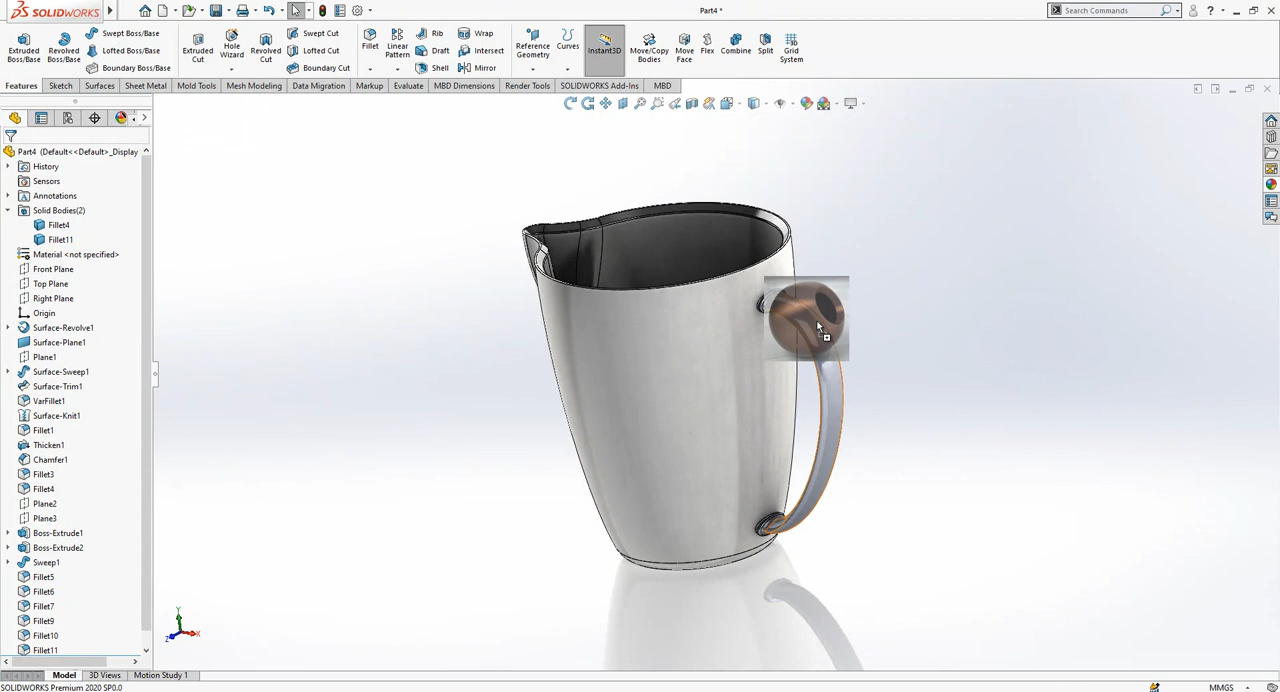 SOLIDWORKS
Part4 *
Search Commands
Extruded Boss/Base
Revolved Boss/Base
Swept Boss/Base
Lofted Boss/Base
Boundary Boss/Base
Extruded Cut
Hole Wizard
Revolved Cut
Swept Cut
Lofted Cut
Boundary Cut
Fillet
Linear Pattern
Rib
Draft
Shell
Wrap
Intersect
Mirror
Reference Geometry
Curves
Instant3D
Move/Copy Bodies
Move Face
Flex
Combine
Split
Grid System
Features
Sketch
Surfaces
Sheet Metal
Mold Tools
Mesh Modeling
Data Migration
Markup
Evaluate
MBD Dimensions
Render Tools
SOLIDWORKS Add-Ins
MBD
Part4 (Default<<Default>_Display
History
Sensors
Annotations
Solid Bodies(2)
Fillet4
Fillet11
Material <not specified>
Front Plane
Top Plane
Right Plane
Origin
Surface-Revolve1
Surface-Plane1
Plane1
Surface-Sweep1
Surface-Trim1
VarFillet1
Surface-Knit1
Fillet1
Thicken1
Chamfer1
Fillet3
Fillet4
Plane2
Plane3
Boss-Extrude1
Boss-Extrude2
Sweep1
Fillet5
Fillet6
Fillet7
Fillet9
Fillet10
Fillet11
Y
X
Z
Model
3D Views
Motion Study 1
SOLIDWORKS Premium 2020 SP0.0
MMGS